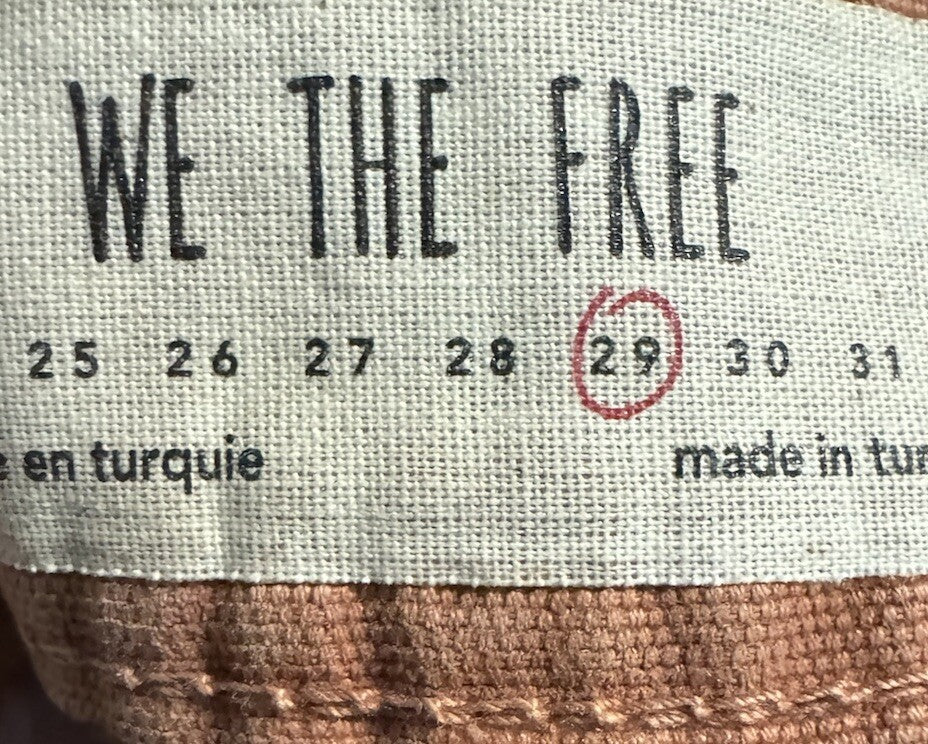 WE THE FREE
25 26 27 28 29 30 31
en turquie made in